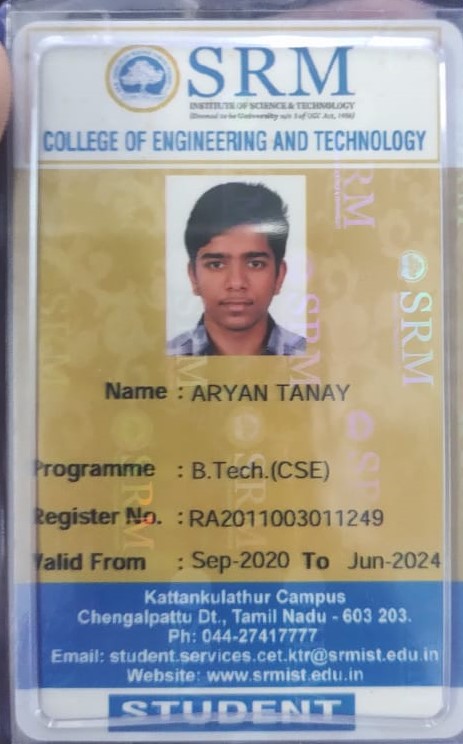 SRM
INSTITUTE OF SCIENCE & TECHNOLOGY
(Deemed to be University u/s 3 of UGC Act, 1956)
COLLEGE OF ENGINEERING AND TECHNOLOGY
SRM
SRM
SRM
SRM
Name : ARYAN TANAY
Programme : B.Tech.(CSE)
Register No. : RA2011003011249
Valid From : Sep-2020 To Jun-2024
Kattankulathur Campus
Chengalpattu Dt., Tamil Nadu - 603 203.
Ph: 044-27417777
Email: student.services.cet.ktr@srmist.edu.in
Website: www.srmist.edu.in
STUDENT